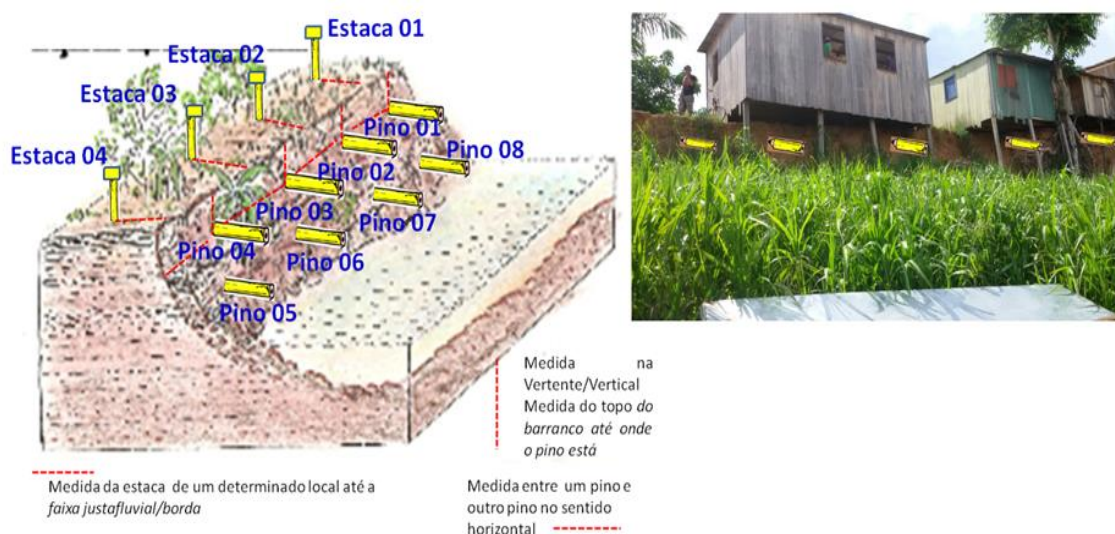 Estaca 01
Estaca 02
Estaca 03
Estaca 04
Pino 01
Pino 08
Pino 02
Pino 07
Pino 03
Pino 04
Pino 06
Pino 05
Medida na
Vertente/Vertical
Medida do topo do
barranco até onde
o pino está
Medida da estaca de um determinado local até a
faixa justafluvial/borda
Medida entre um pino e
outro pino no sentido
horizontal